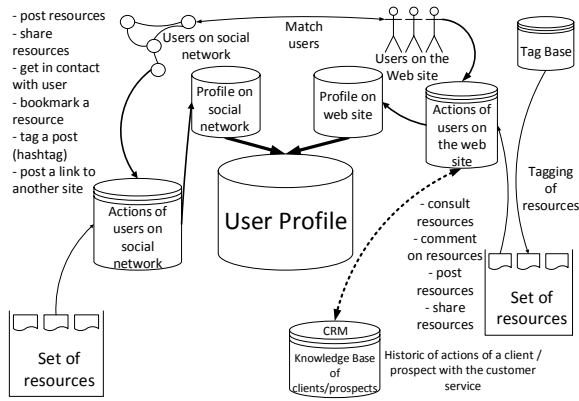 - post resources
- share
resources
- get in contact
with user
- bookmark a
resource
- tag a post
(hashtag)
- post a link to
another site
Users on social
network
Match
users
Users on the
Web site
Tag Base
Profile on
social
network
Profile on
web site
Actions of
users on
the web
site
Tagging
of
resources
User Profile
Actions of
users on
social
network
- consult
resources
- comment
on resources
- post
resources
- share
resources
Set of
resources
Set of
resources
CRM
Knowledge Base
of
clients/prospects
Historic of actions of a client /
prospect with the customer
service